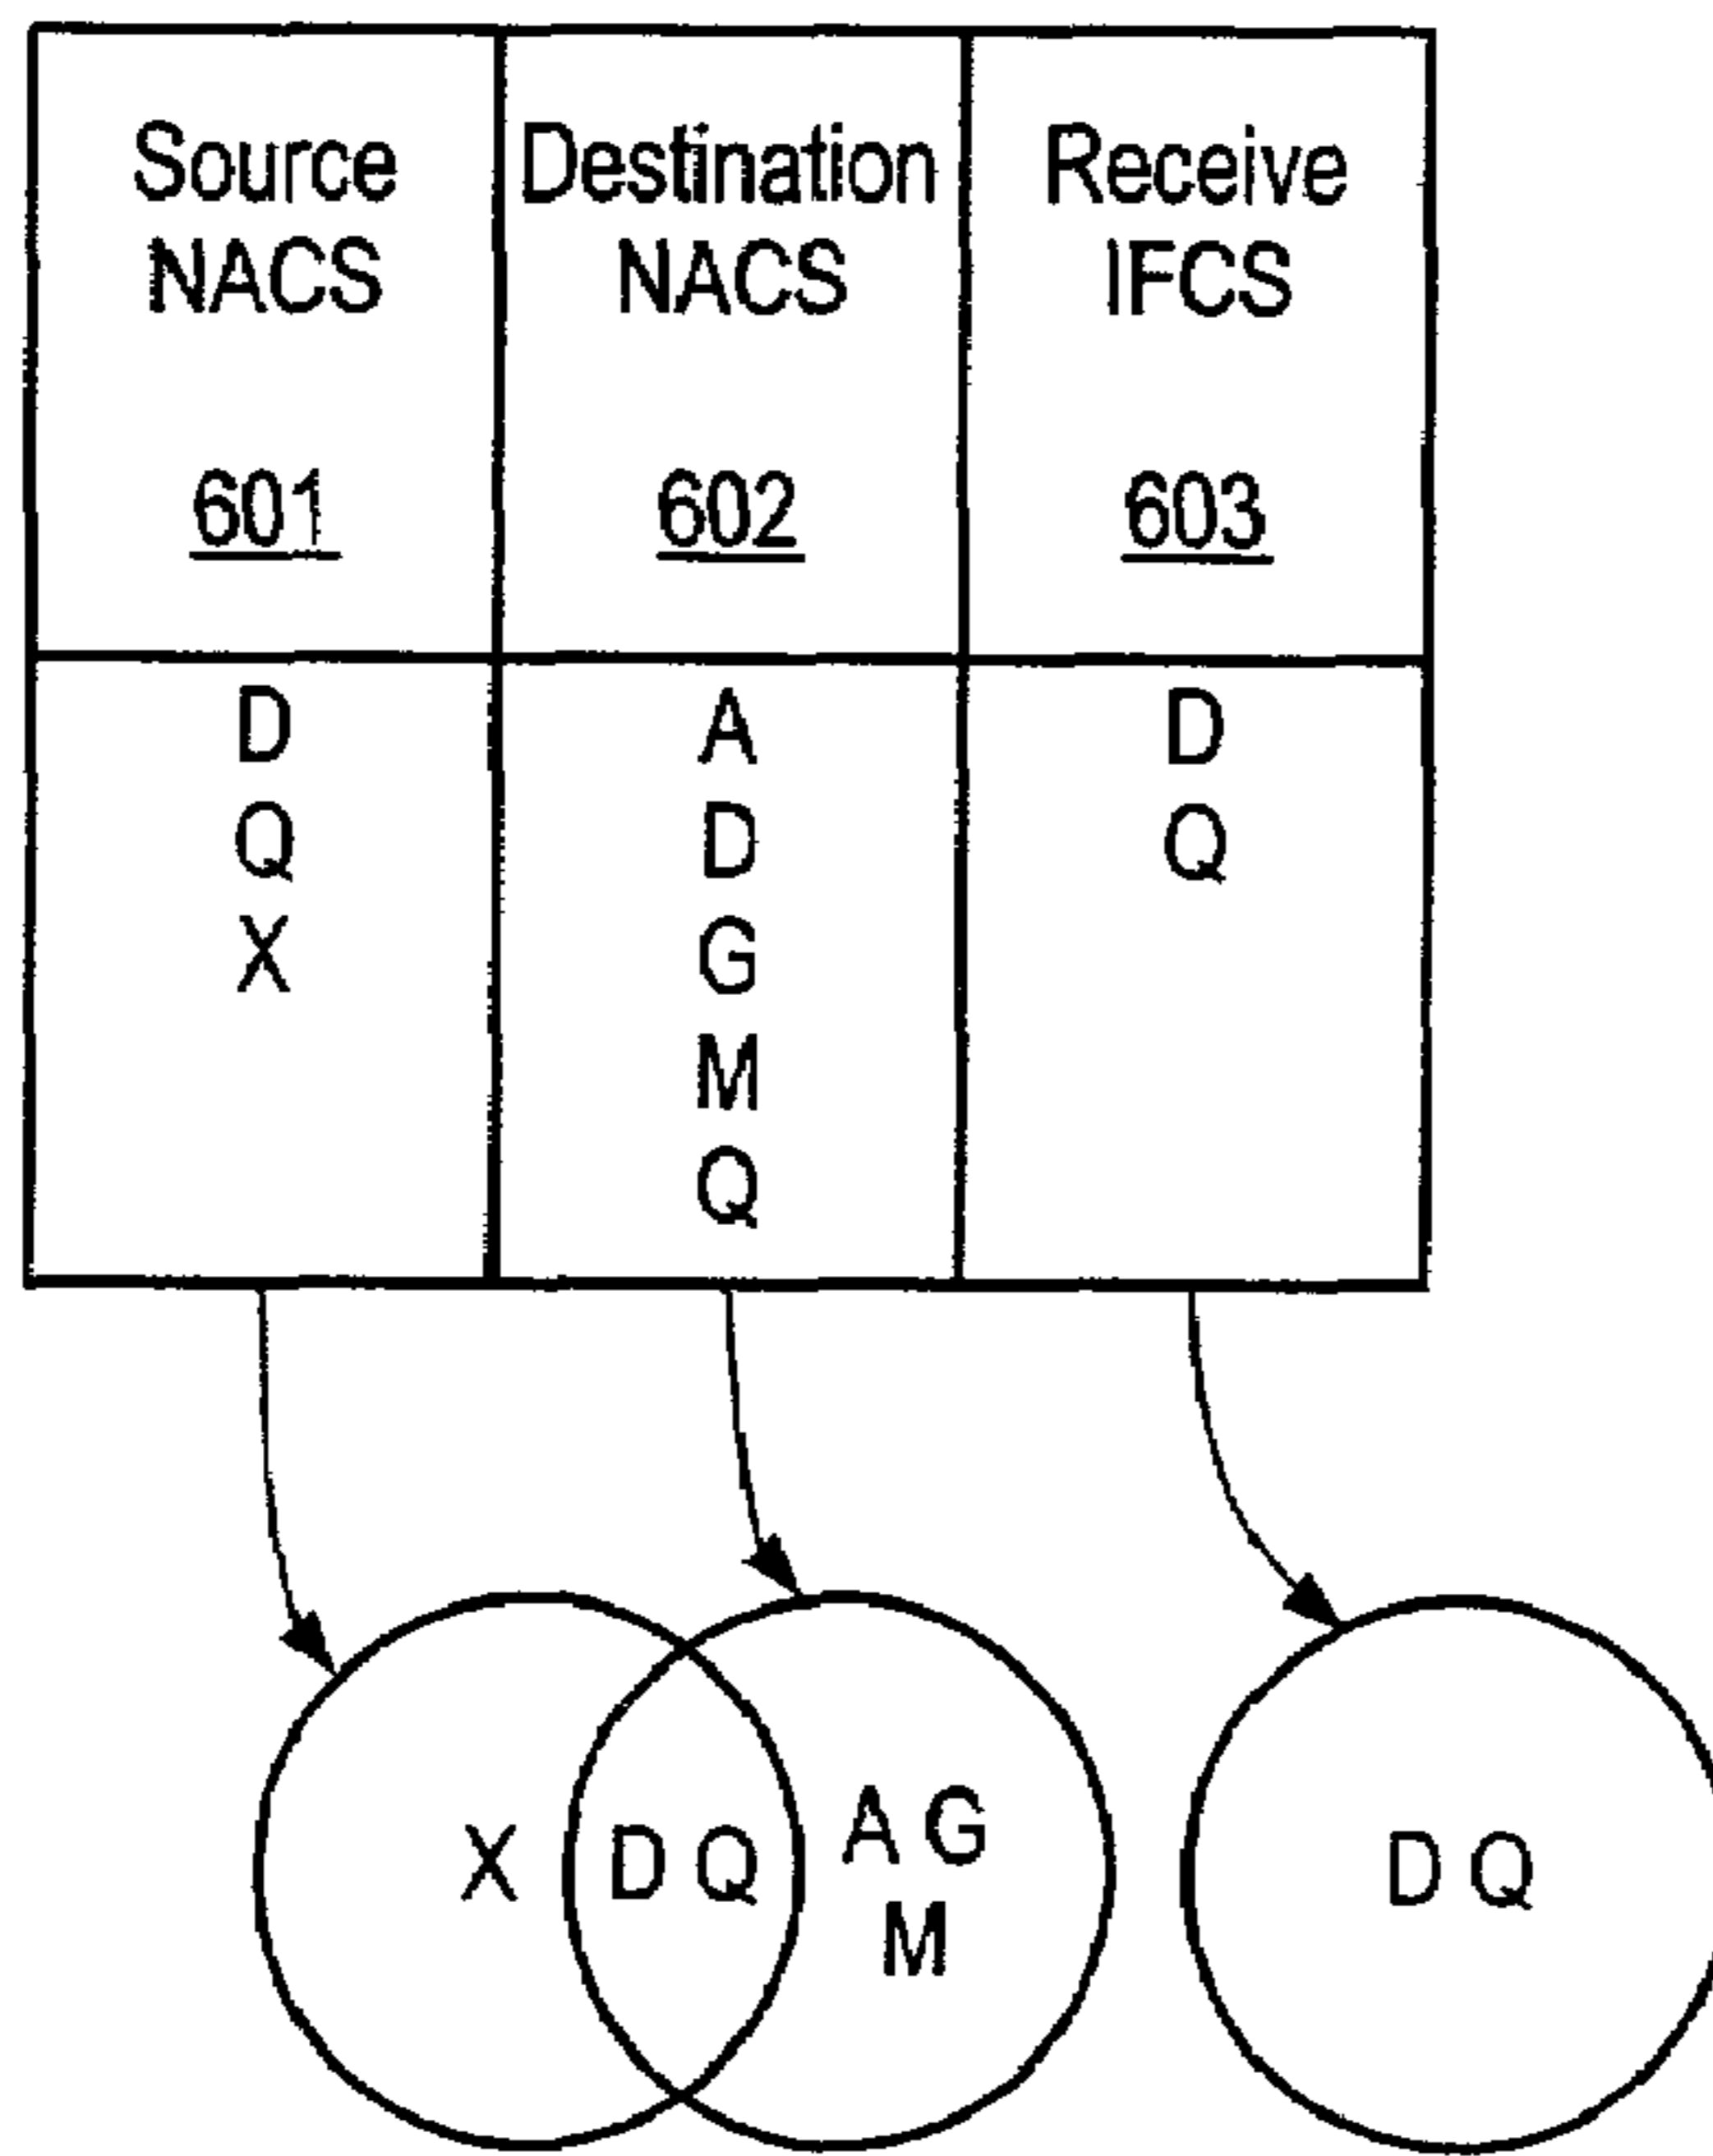 Source NACS
601
Destination NACS
602
Receive IFCS
603
D
Q
X
A
D
G
M
Q
D
Q
X
D Q
A G
M
D Q